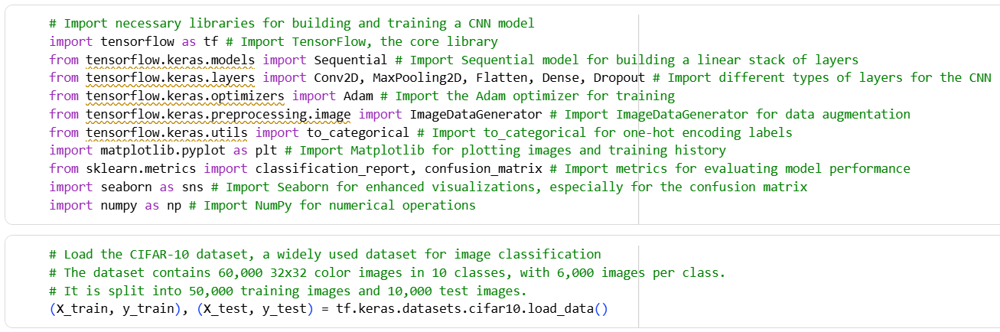 # Import necessary libraries for building and training a CNN model
import tensorflow as tf # Import TensorFlow, the core library
from tensorflow.keras.models import Sequential # Import Sequential model for building a linear stack of layers
from tensorflow.keras.layers import Conv2D, MaxPooling2D, Flatten, Dense, Dropout # Import different types of layers for the CNN
from tensorflow.keras.optimizers import Adam # Import the Adam optimizer for training
from tensorflow.keras.preprocessing.image import ImageDataGenerator # Import ImageDataGenerator for data augmentation
from tensorflow.keras.utils import to_categorical # Import to_categorical for one-hot encoding labels
import matplotlib.pyplot as plt # Import Matplotlib for plotting images and training history
from sklearn.metrics import classification_report, confusion_matrix # Import metrics for evaluating model performance
import seaborn as sns # Import Seaborn for enhanced visualizations, especially for the confusion matrix
import numpy as np # Import NumPy for numerical operations
# Load the CIFAR-10 dataset, a widely used dataset for image classification
# The dataset contains 60,000 32x32 color images in 10 classes, with 6,000 images per class.
# It is split into 50,000 training images and 10,000 test images.
(X_train, y_train), (X_test, y_test) = tf.keras.datasets.cifar10.load_data()